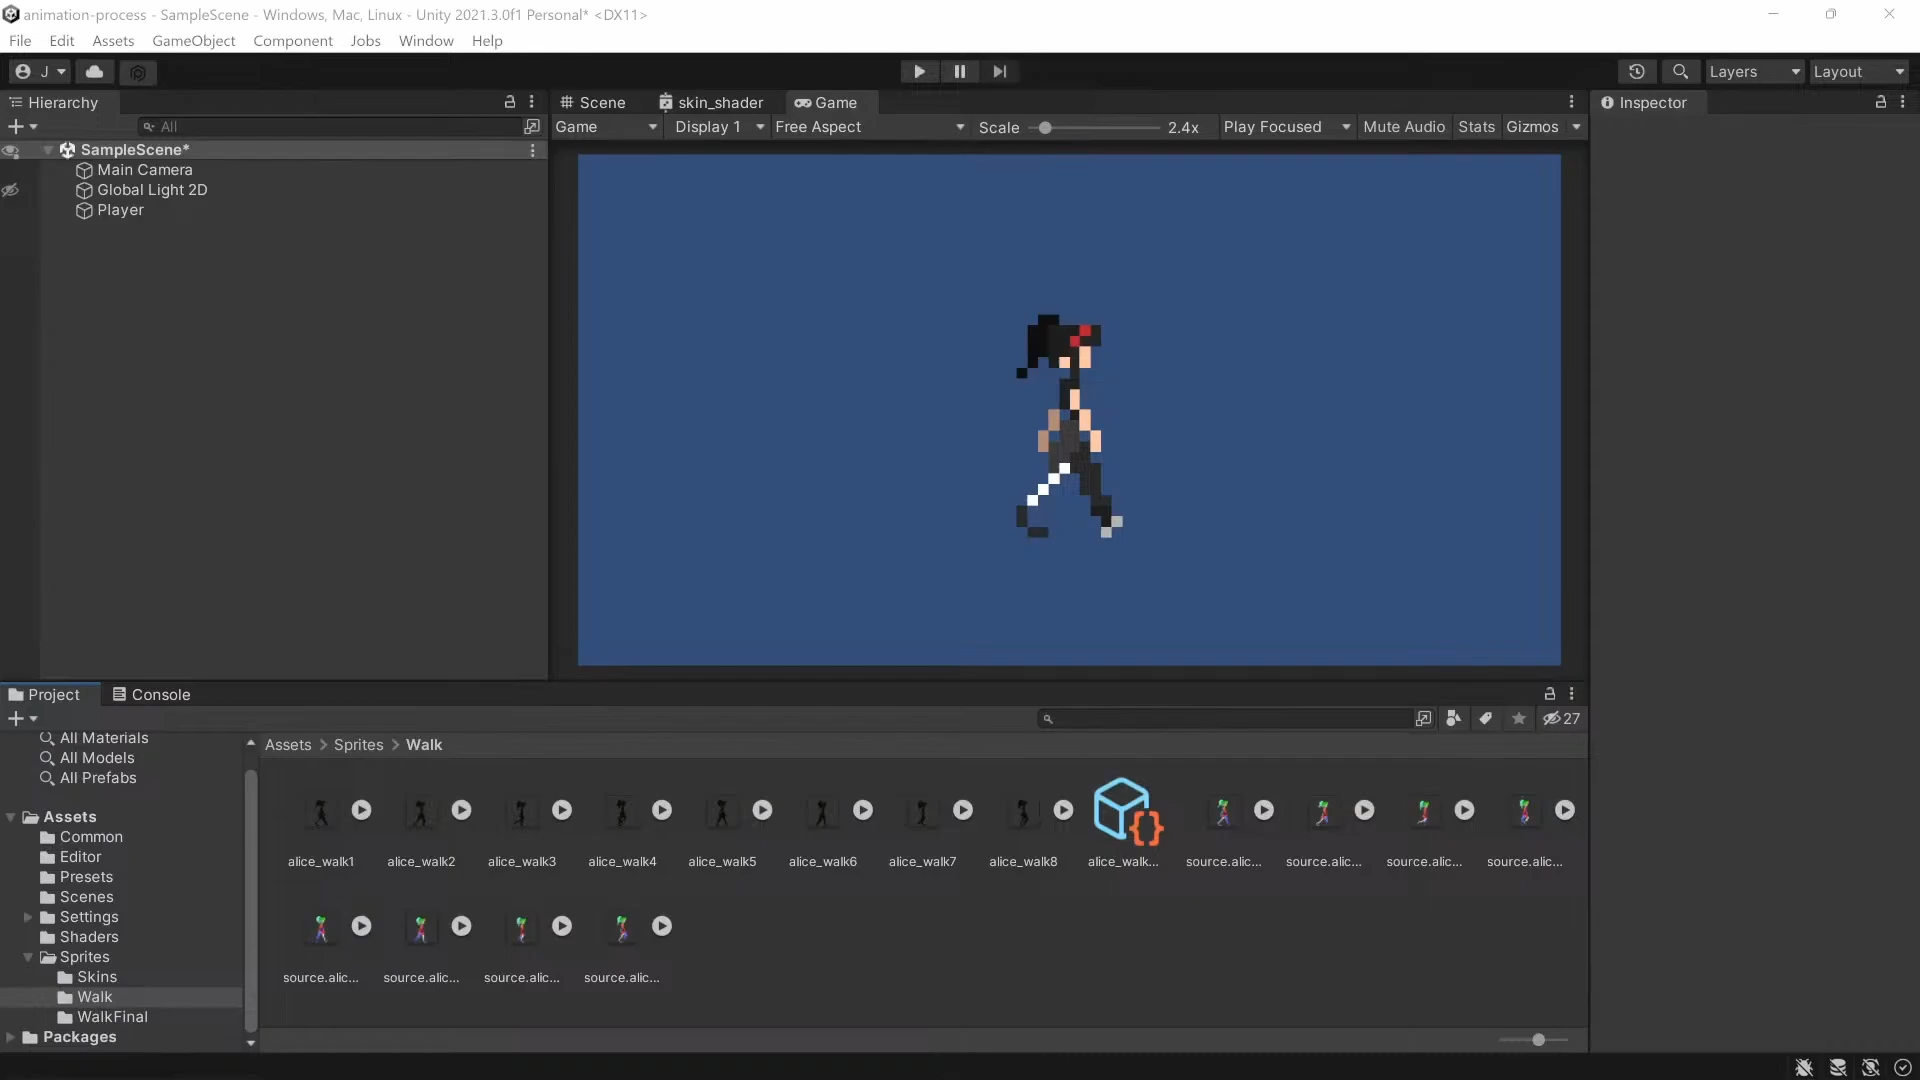 animation-process - SampleScene - Windows, Mac, Linux - Unity 2021.3.0f1 Personal* <DX11>
File Edit Assets GameObject Component Jobs Window Help
J Layers Layout
Hierarchy
All
SampleScene*
Main Camera
Global Light 2D
Player
Scene skin_shader Game
Game Display 1 Free Aspect Scale 2.4x Play Focused Mute Audio Stats Gizmos
Inspector
Project Console
27
All Materials
All Models
All Prefabs
Assets
Common
Editor
Presets
Scenes
Settings
Shaders
Sprites
Skins
Walk
WalkFinal
Packages
Assets > Sprites > Walk
alice_walk1 alice_walk2 alice_walk3 alice_walk4 alice_walk5 alice_walk6 alice_walk7 alice_walk8 alice_walk... source.alic... source.alic... source.alic... source.alic...
source.alic... source.alic... source.alic... source.alic...